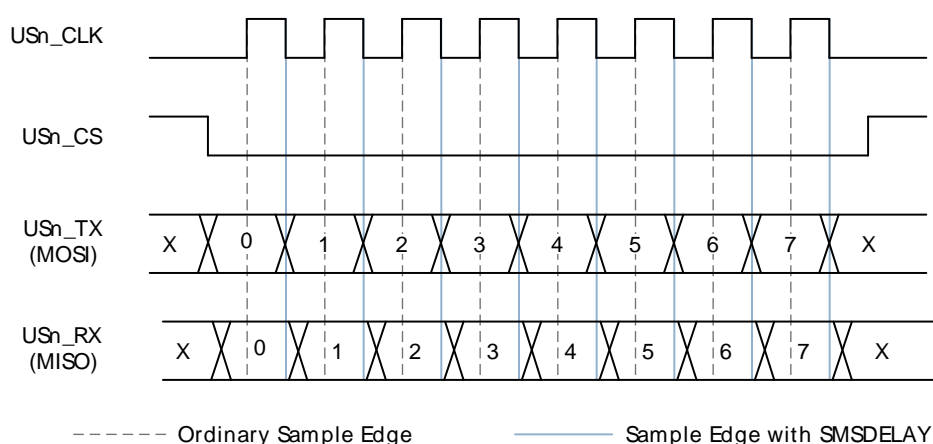 USn_CLK
USn_CS
USn_TX
(MOSI)
X 0 1 2 3 4 5 6 7 X
USn_RX
(MISO)
X 0 1 2 3 4 5 6 7 X
Ordinary Sample Edge
Sample Edge with SMSDELAY